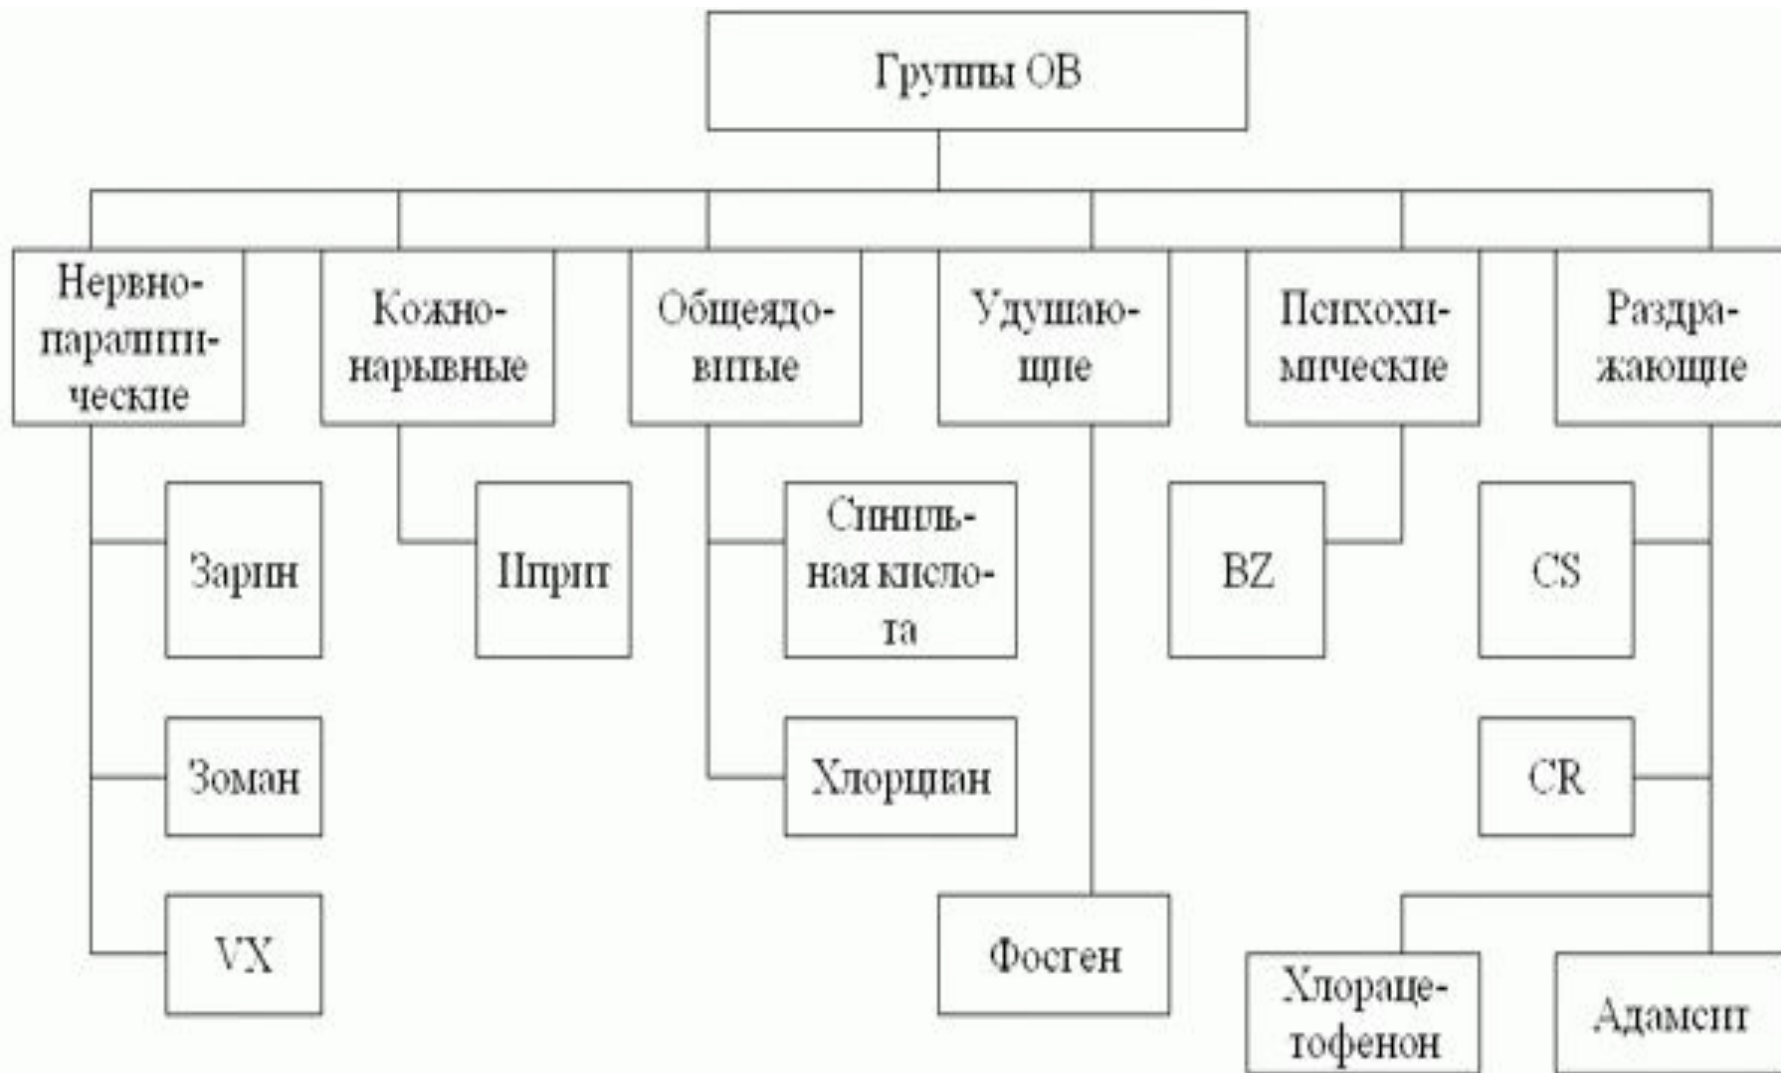 Группы ОВ
Нервно-
паралити-
ческие
Кожно-
нарывные
Общеядо-
витые
Удушаю-
щие
Психохи-
мические
Раздра-
жающие
Зарин
Иприт
Синиль-
ная кисло-
та
BZ
CS
Зоман
Хлорциан
CR
VX
Фосген
Хлораце-
тофенон
Адамсит